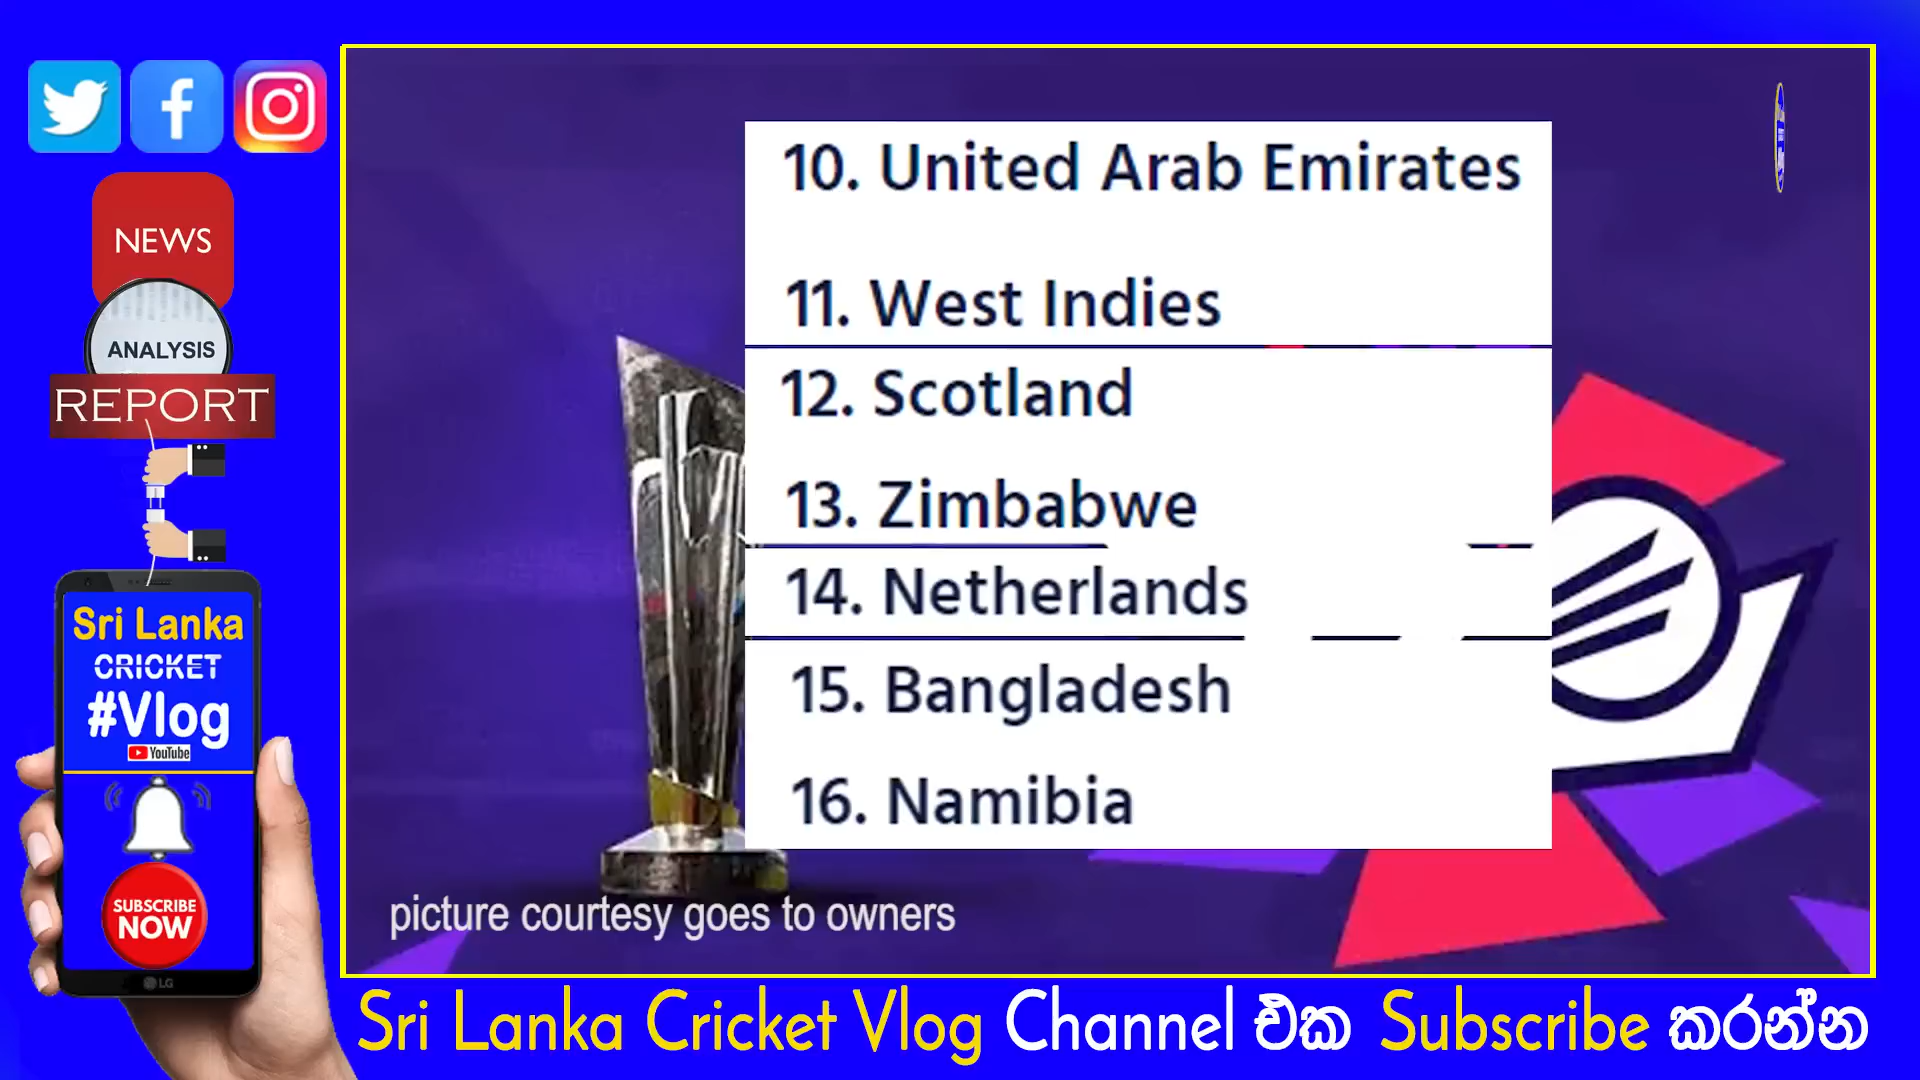 NEWS
ANALYSIS
REPORT
Sri Lanka
CRICKET
#Vlog
YouTube
SUBSCRIBE
NOW
LG
10. United Arab Emirates
11. West Indies
12. Scotland
13. Zimbabwe
14. Netherlands
15. Bangladesh
16. Namibia
picture courtesy goes to owners
Sri Lanka Cricket Vlog Channel එක Subscribe කරන්න